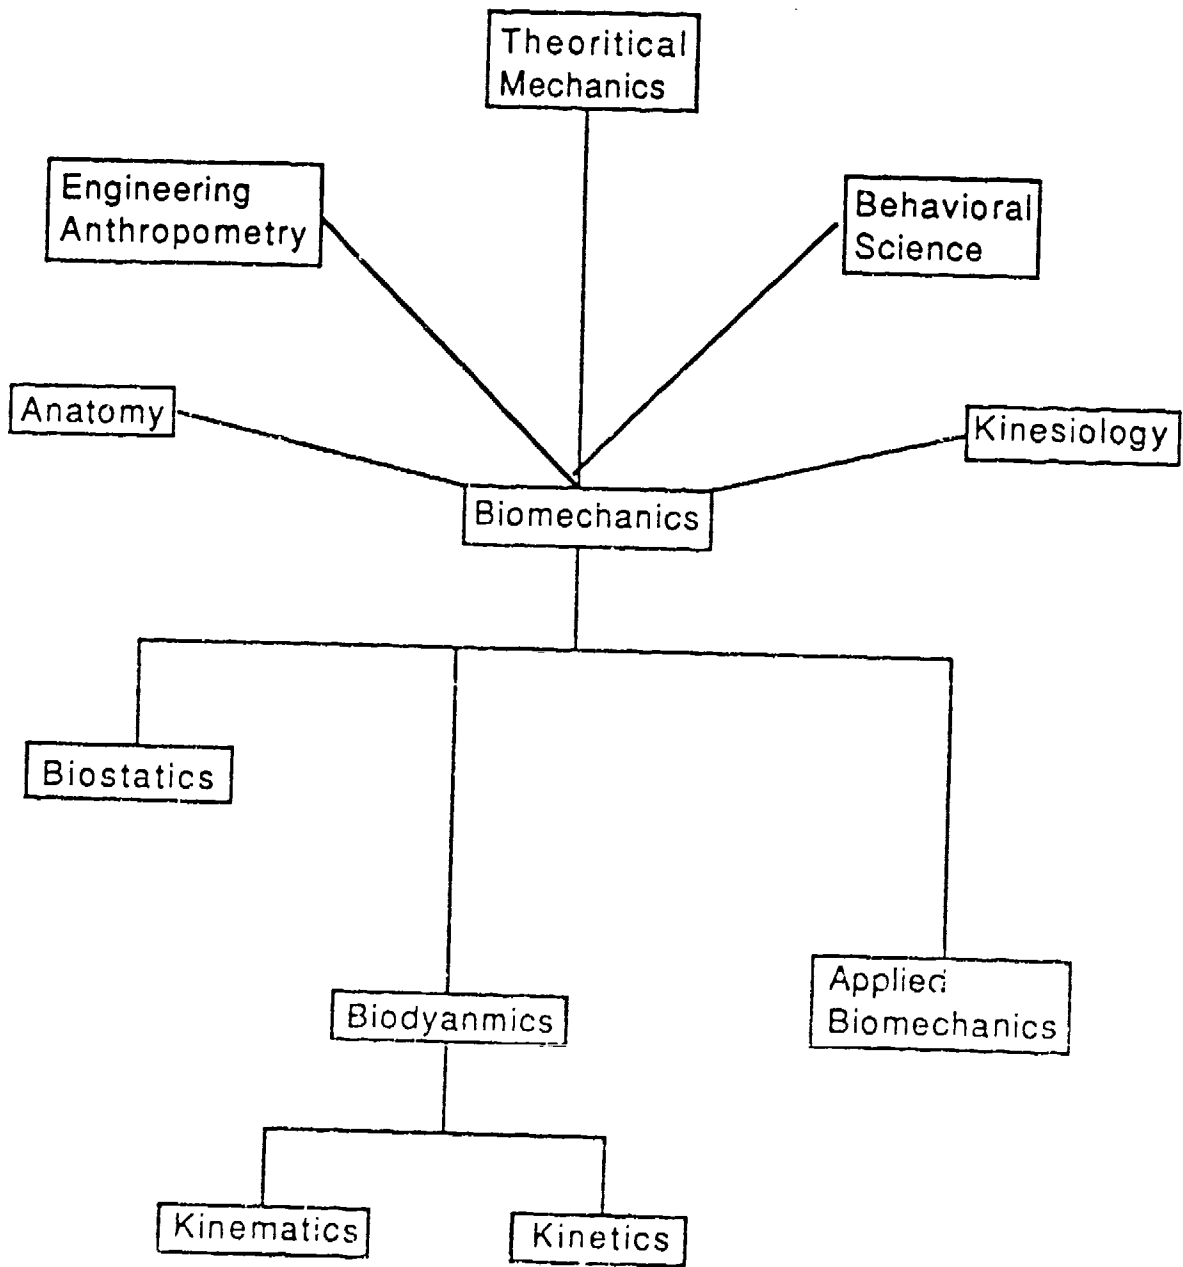 Theoritical
Mechanics
Engineering
Anthropometry
Behavioral
Science
Anatomy
Kinesiology
Biomechanics
Biostatics
Biodyanmics
Applied
Biomechanics
Kinematics
Kinetics